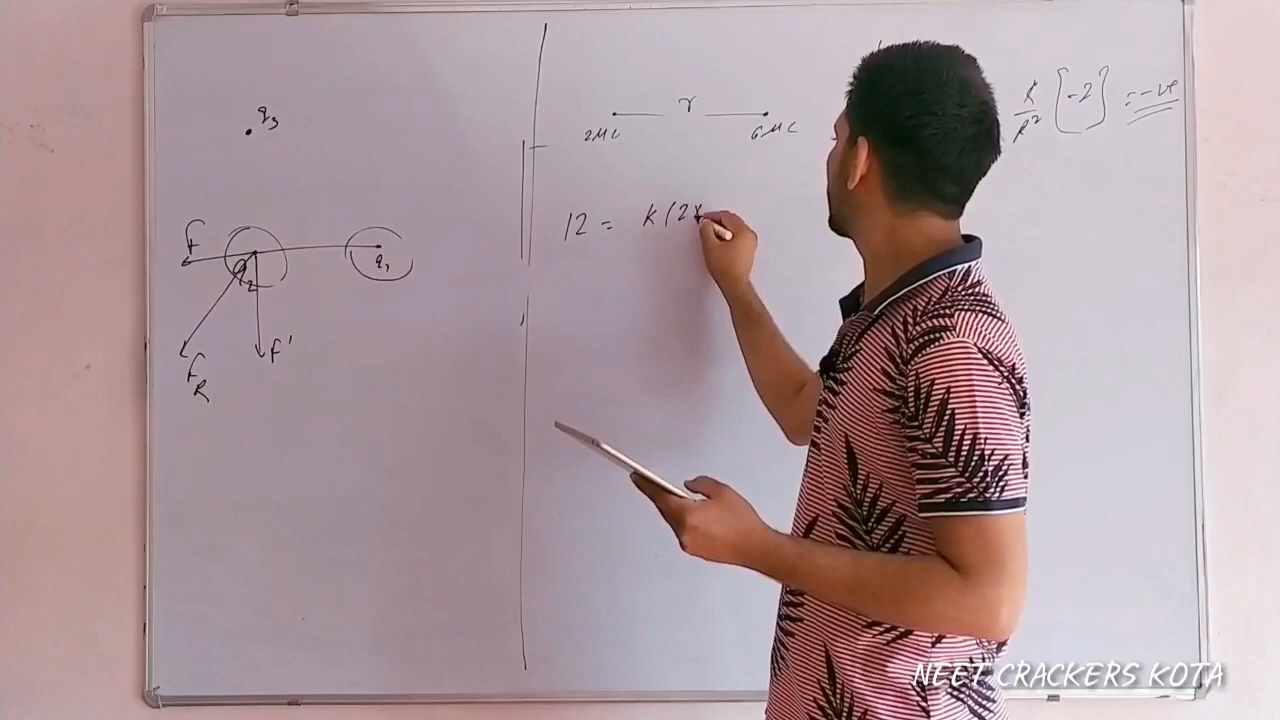 q3
F
q2
q1
F'
FR
r
2μC
6μC
12 = K(2×
K/R² [-2] = -ve
NEET CRACKERS KOTA